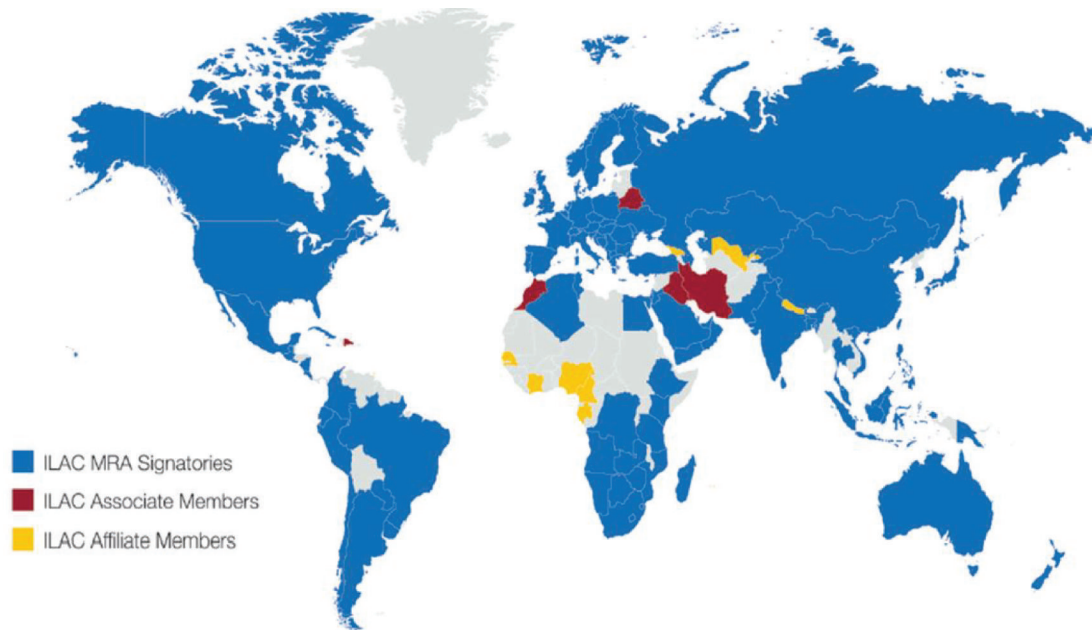 ILAC MRA Signatories
ILAC Associate Members
ILAC Affiliate Members